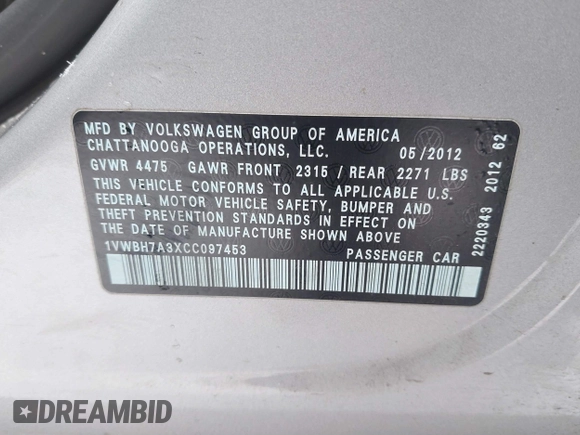 MFD BY VOLKSWAGEN GROUP OF AMERICA
CHATTANOOGA OPERATIONS, LLC. 05/2012
GVWR 4475 GAWR FRONT 2315 / REAR 2271 LBS
THIS VEHICLE CONFORMS TO ALL APPLICABLE U.S.
FEDERAL MOTOR VEHICLE SAFETY, BUMPER AND
THEFT PREVENTION STANDARDS IN EFFECT ON
THE DATE OF MANUFACTURE SHOWN ABOVE.
1VWBH7A3XCC097453 PASSENGER CAR
2220343 2012 62
DREAMBID